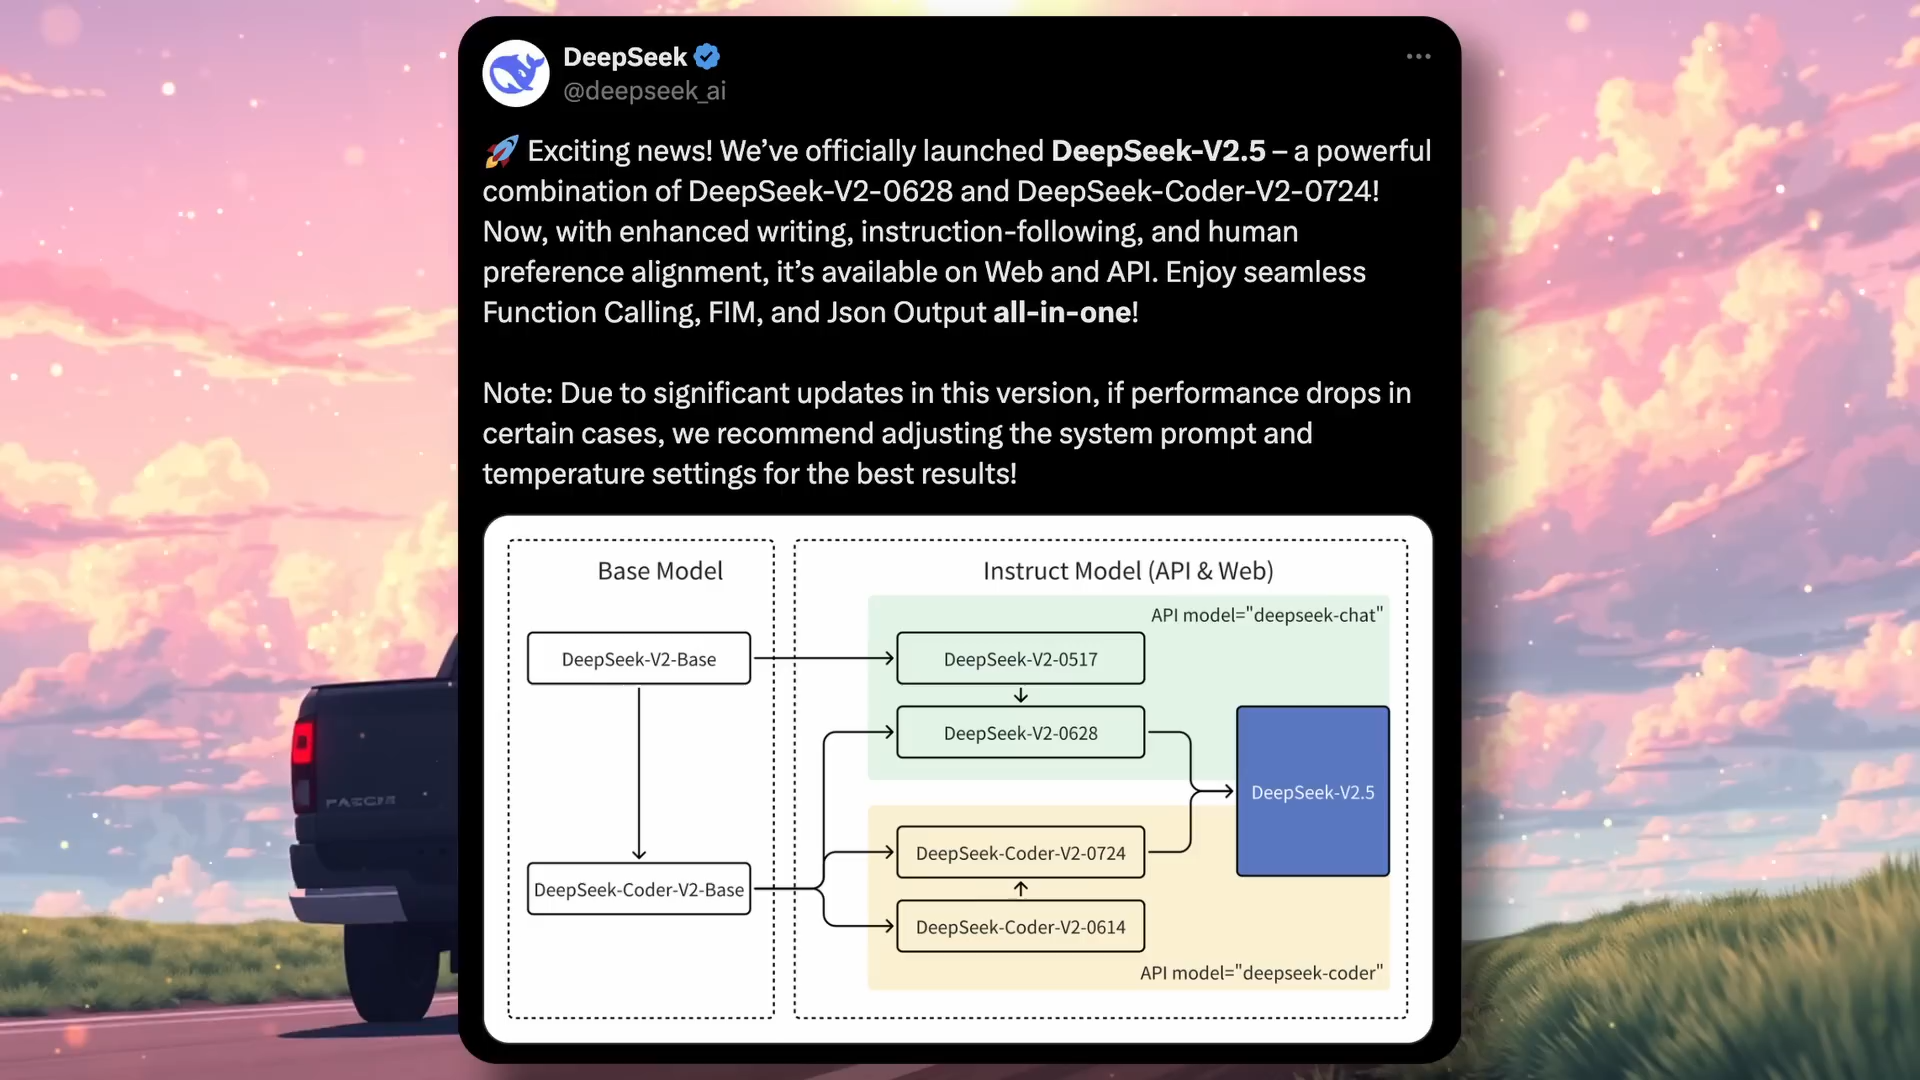 DeepSeek
@deepseek_ai
🚀 Exciting news! We’ve officially launched DeepSeek-V2.5 – a powerful
combination of DeepSeek-V2-0628 and DeepSeek-Coder-V2-0724!
Now, with enhanced writing, instruction-following, and human
preference alignment, it’s available on Web and API. Enjoy seamless
Function Calling, FIM, and Json Output all-in-one!
Note: Due to significant updates in this version, if performance drops in
certain cases, we recommend adjusting the system prompt and
temperature settings for the best results!
Base Model
Instruct Model (API & Web)
API model="deepseek-chat"
DeepSeek-V2-Base
DeepSeek-V2-0517
DeepSeek-V2-0628
DeepSeek-V2.5
DeepSeek-Coder-V2-0724
DeepSeek-Coder-V2-Base
DeepSeek-Coder-V2-0614
API model="deepseek-coder"